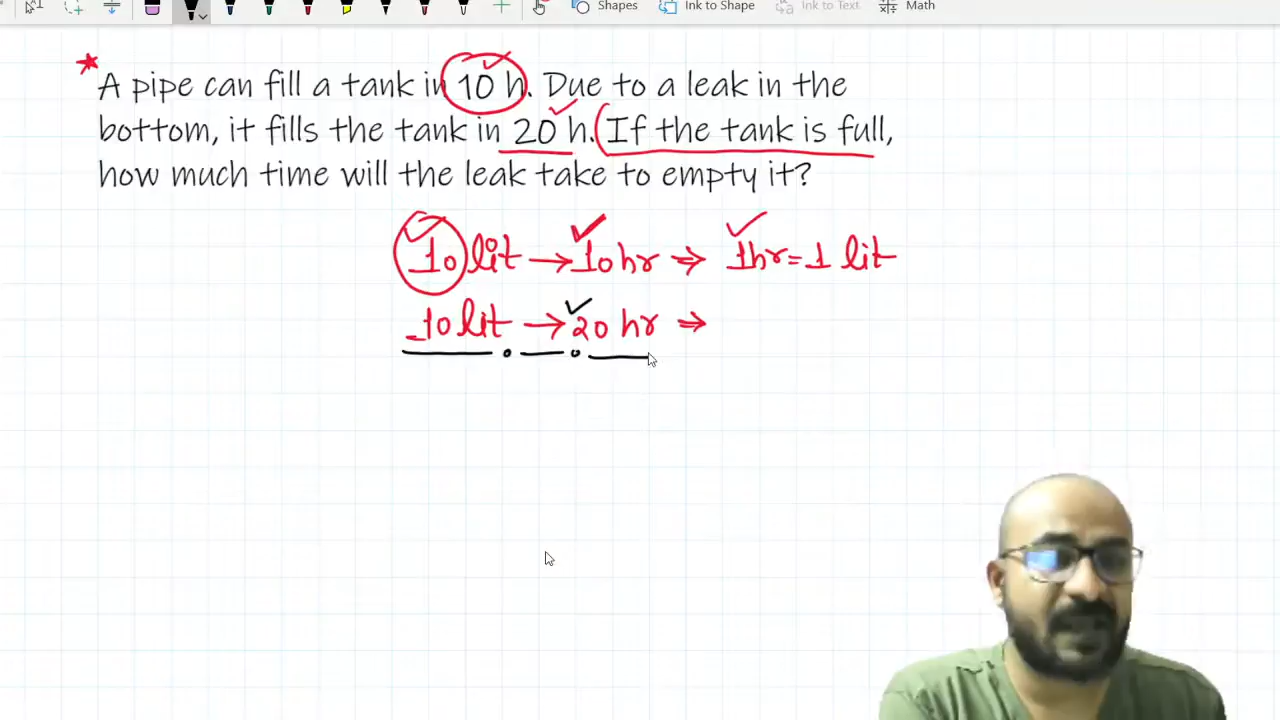 Shapes Ink to Shape Ink to Text Math
A pipe can fill a tank in 10 h. Due to a leak in the
bottom, it fills the tank in 20 h. If the tank is full,
how much time will the leak take to empty it?
10 lit → 10 hr ⇒ 1hr = 1 lit
10 lit → 20 hr ⇒